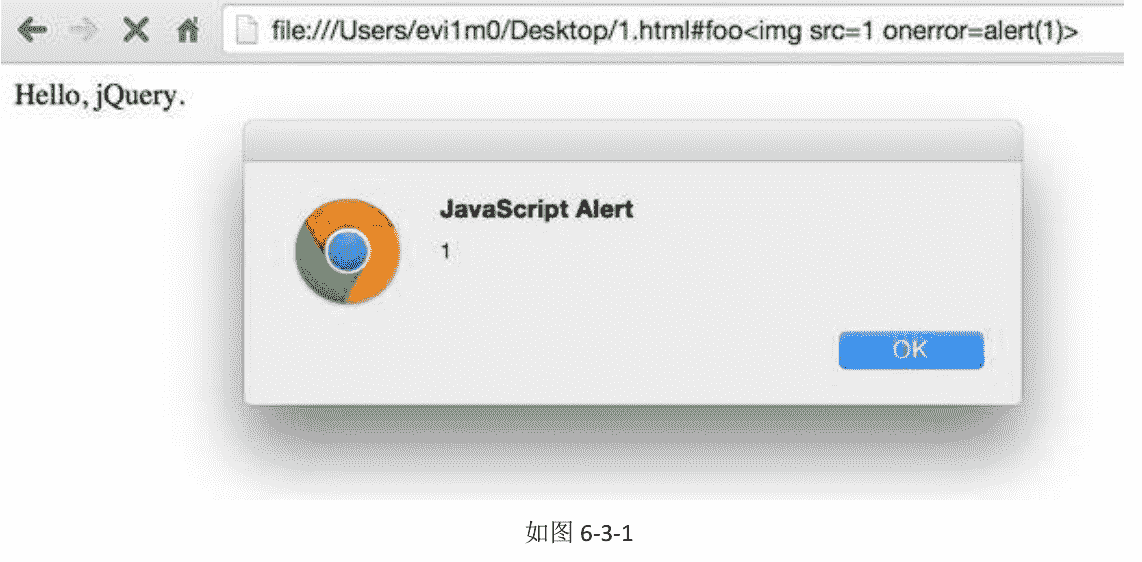 file:///Users/evi1m0/Desktop/1.html#foo<img src=1 onerror=alert(1)>
Hello, jQuery.
JavaScript Alert
1
OK
如图 6-3-1